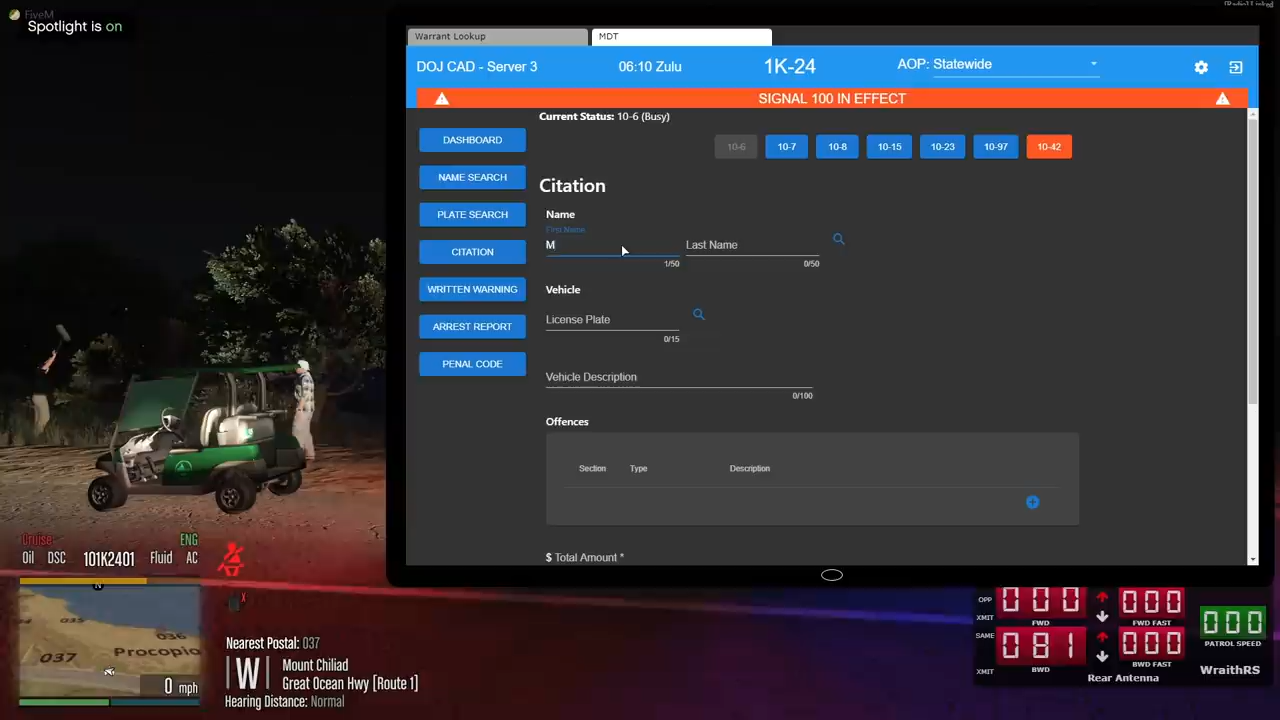 FiveM
Spotlight is on
[Radio] Linked
Warrant Lookup
MDT
DOJ CAD - Server 3
06:10 Zulu
1K-24
AOP: Statewide
SIGNAL 100 IN EFFECT
Current Status: 10-6 (Busy)
10-6
10-7
10-8
10-15
10-23
10-97
10-42
DASHBOARD
NAME SEARCH
PLATE SEARCH
CITATION
WRITTEN WARNING
ARREST REPORT
PENAL CODE
Citation
Name
First Name
M
Last Name
1/50
0/50
Vehicle
License Plate
0/15
Vehicle Description
0/100
Offences
Section Type Description
$ Total Amount *
Cruise
ENG
Oil DSC 101K2401 Fluid AC
N
X
036
037 Procopio
0 mph
Nearest Postal: 037
W
Mount Chiliad
Great Ocean Hwy [Route 1]
Hearing Distance: Normal
OPP
XMIT
000
FWD
000
FWD FAST
SAME
XMIT
081
BWD
000
BWD FAST
000
PATROL SPEED
Rear Antenna
WraithRS